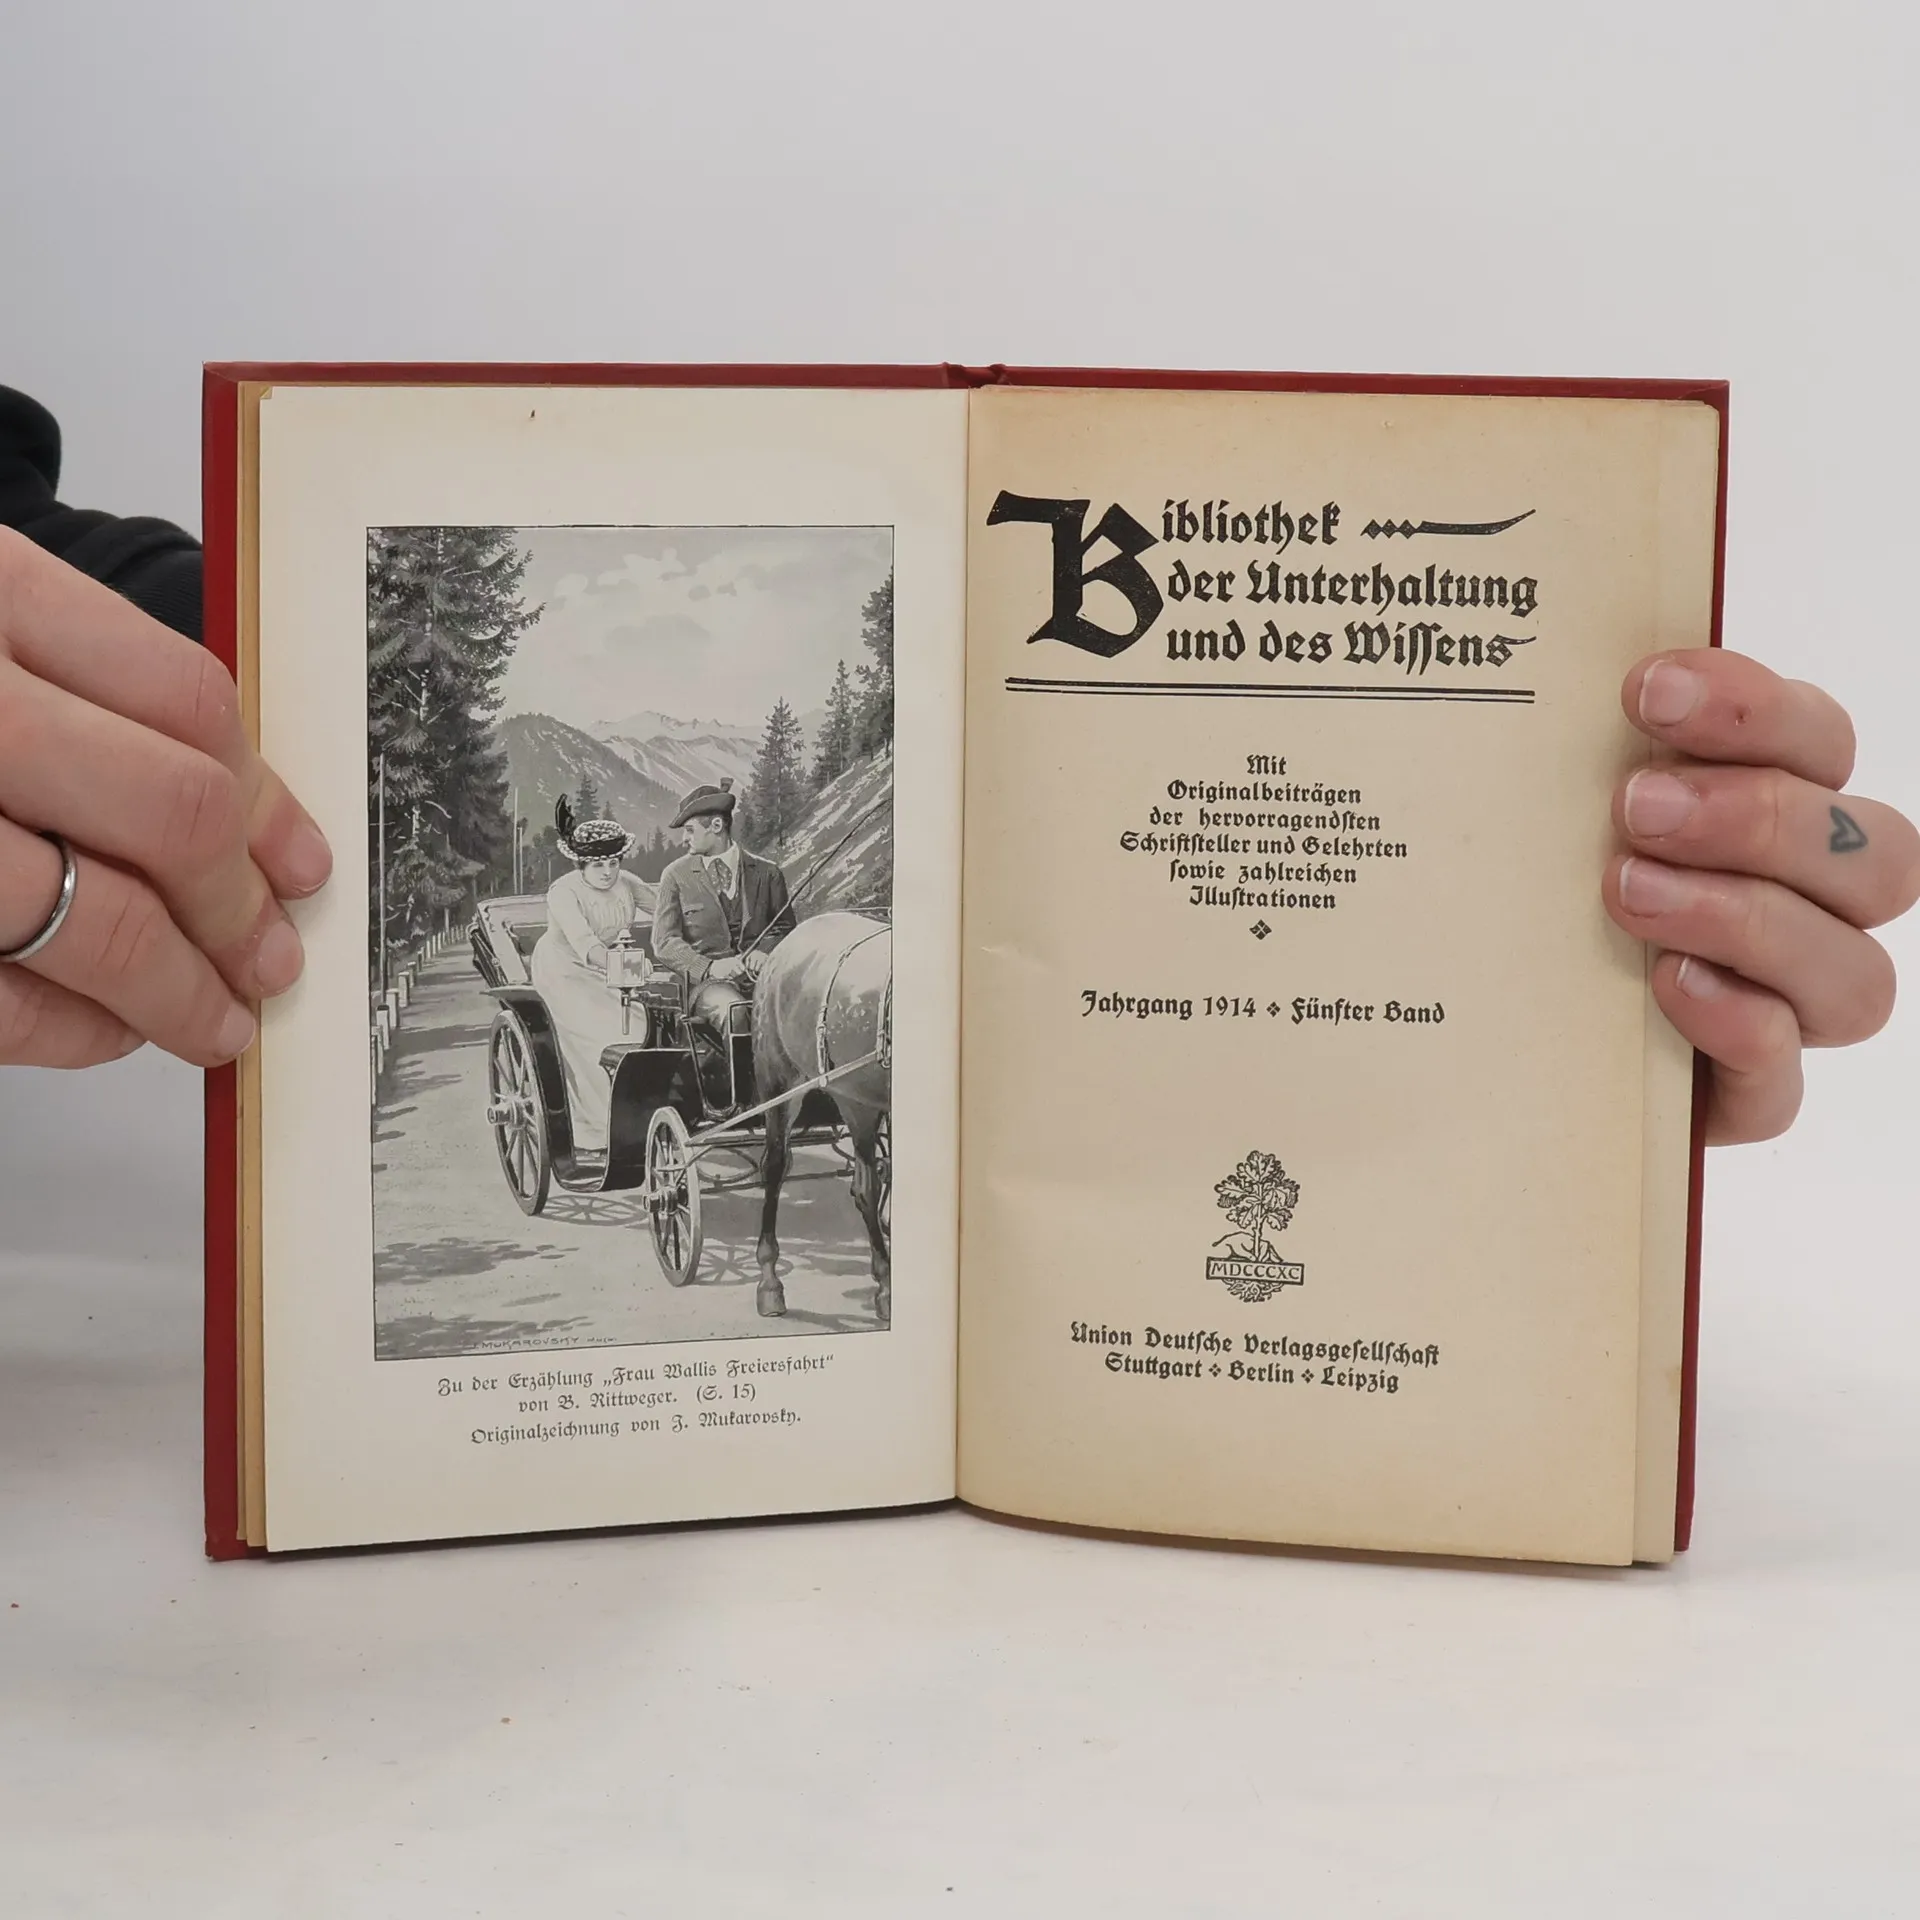 MUKAROVSKY
Zu der Erzählung „Frau Wallis Freiersfahrt“
von B. Rittweger. (S. 15)
Originalzeichnung von J. Mukarovsky.
Bibliothek
der Unterhaltung
und des Wissens
Mit
Originalbeiträgen
der hervorragendsten
Schriftsteller und Gelehrten
sowie zahlreichen
Illustrationen
Jahrgang 1914 ❖ Fünfter Band
MDCCCXC
Union Deutsche Verlagsgesellschaft
Stuttgart ❖ Berlin ❖ Leipzig